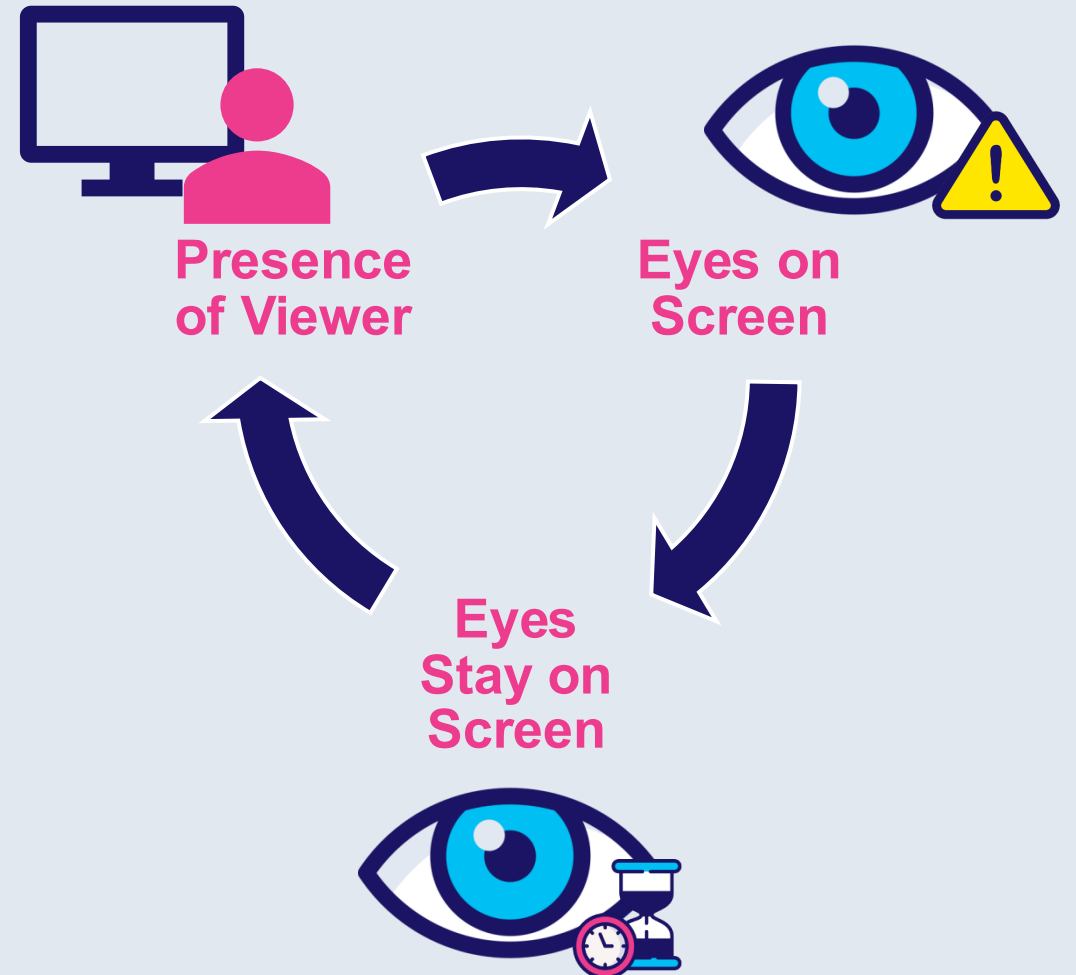 Presence
of Viewer
Eyes on
Screen
Eyes
Stay on
Screen